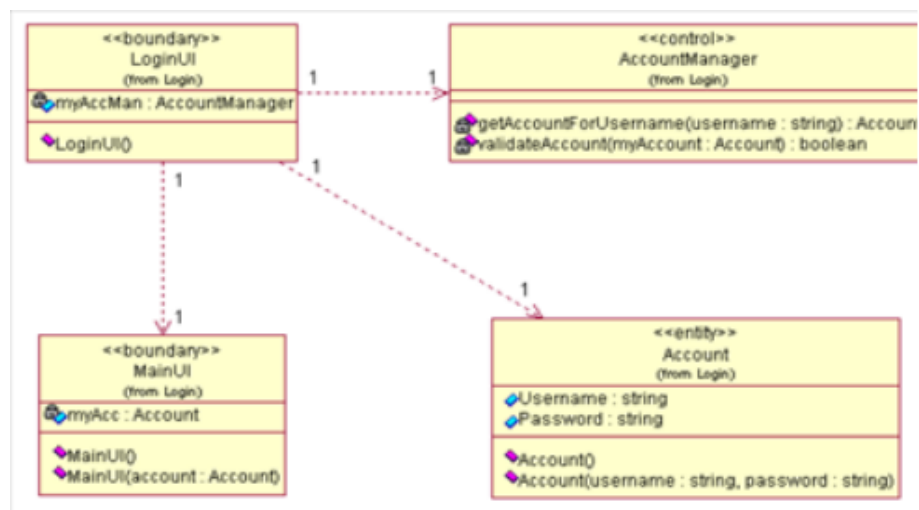 <<boundary>>
LoginUI
(from Login)
myAccMan : AccountManager
LoginUI()
1
1
<<control>>
AccountManager
(from Login)
getAccountForUsername(username : string) : Accoun
validateAccount(myAccount : Account) : boolean
1
1
1
1
<<boundary>>
MainUI
(from Login)
myAcc : Account
MainUI()
MainUI(account : Account)
<<entity>>
Account
(from Login)
Username : string
Password : string
Account()
Account(username : string, password : string)